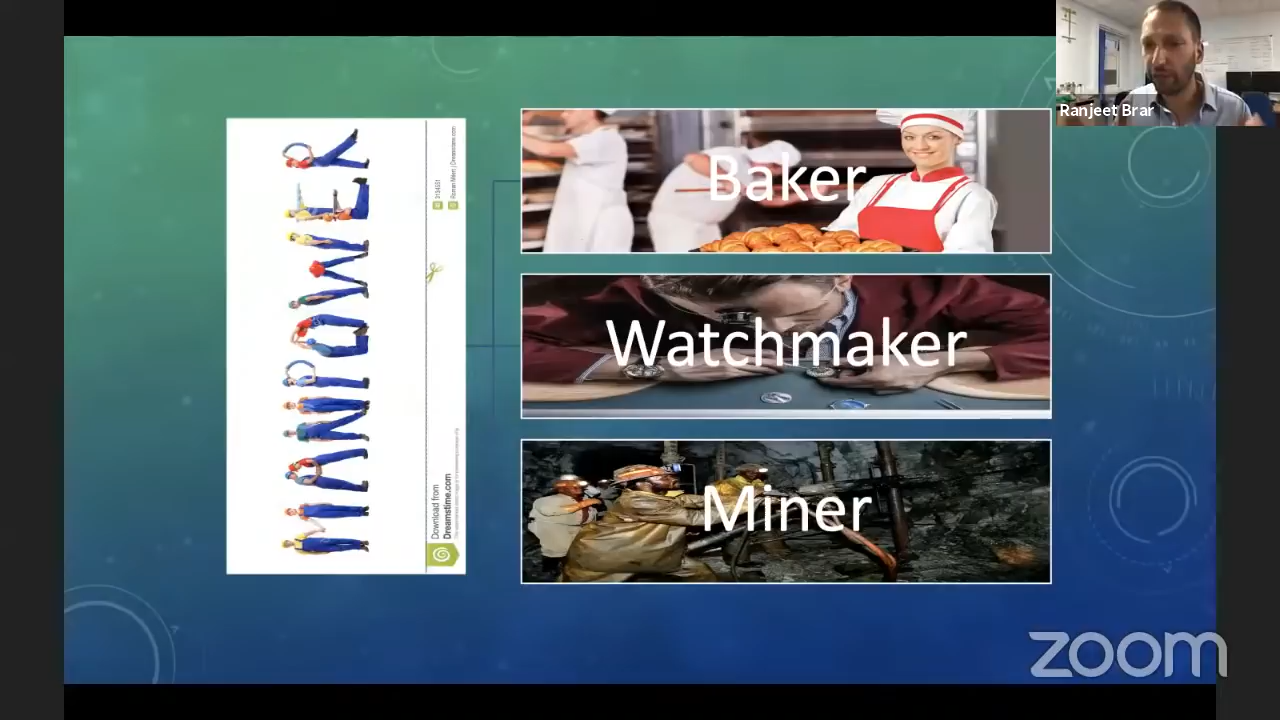 Ranjeet Brar
MANPOWER
Download from
Dreamstime.com
Baker
Watchmaker
Miner
zoom